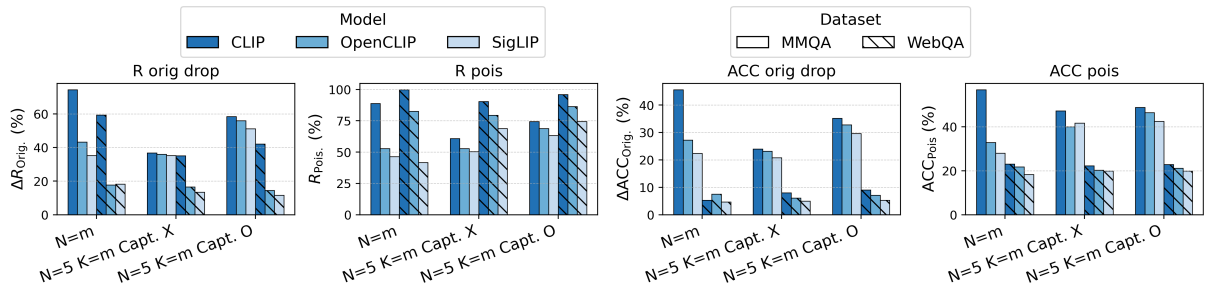 Model
CLIP OpenCLIP SigLIP
Dataset
MMQA WebQA
R orig drop
ΔR_Orig. (%)
60
40
20
0
N=m
N=5 K=m Capt. X
N=5 K=m Capt. O
R pois
R_Pois. (%)
100
75
50
25
0
N=m
N=5 K=m Capt. X
N=5 K=m Capt. O
ACC orig drop
ΔACC_Orig. (%)
40
30
20
10
0
N=m
N=5 K=m Capt. X
N=5 K=m Capt. O
ACC pois
ACC_Pois. (%)
40
20
0
N=m
N=5 K=m Capt. X
N=5 K=m Capt. O